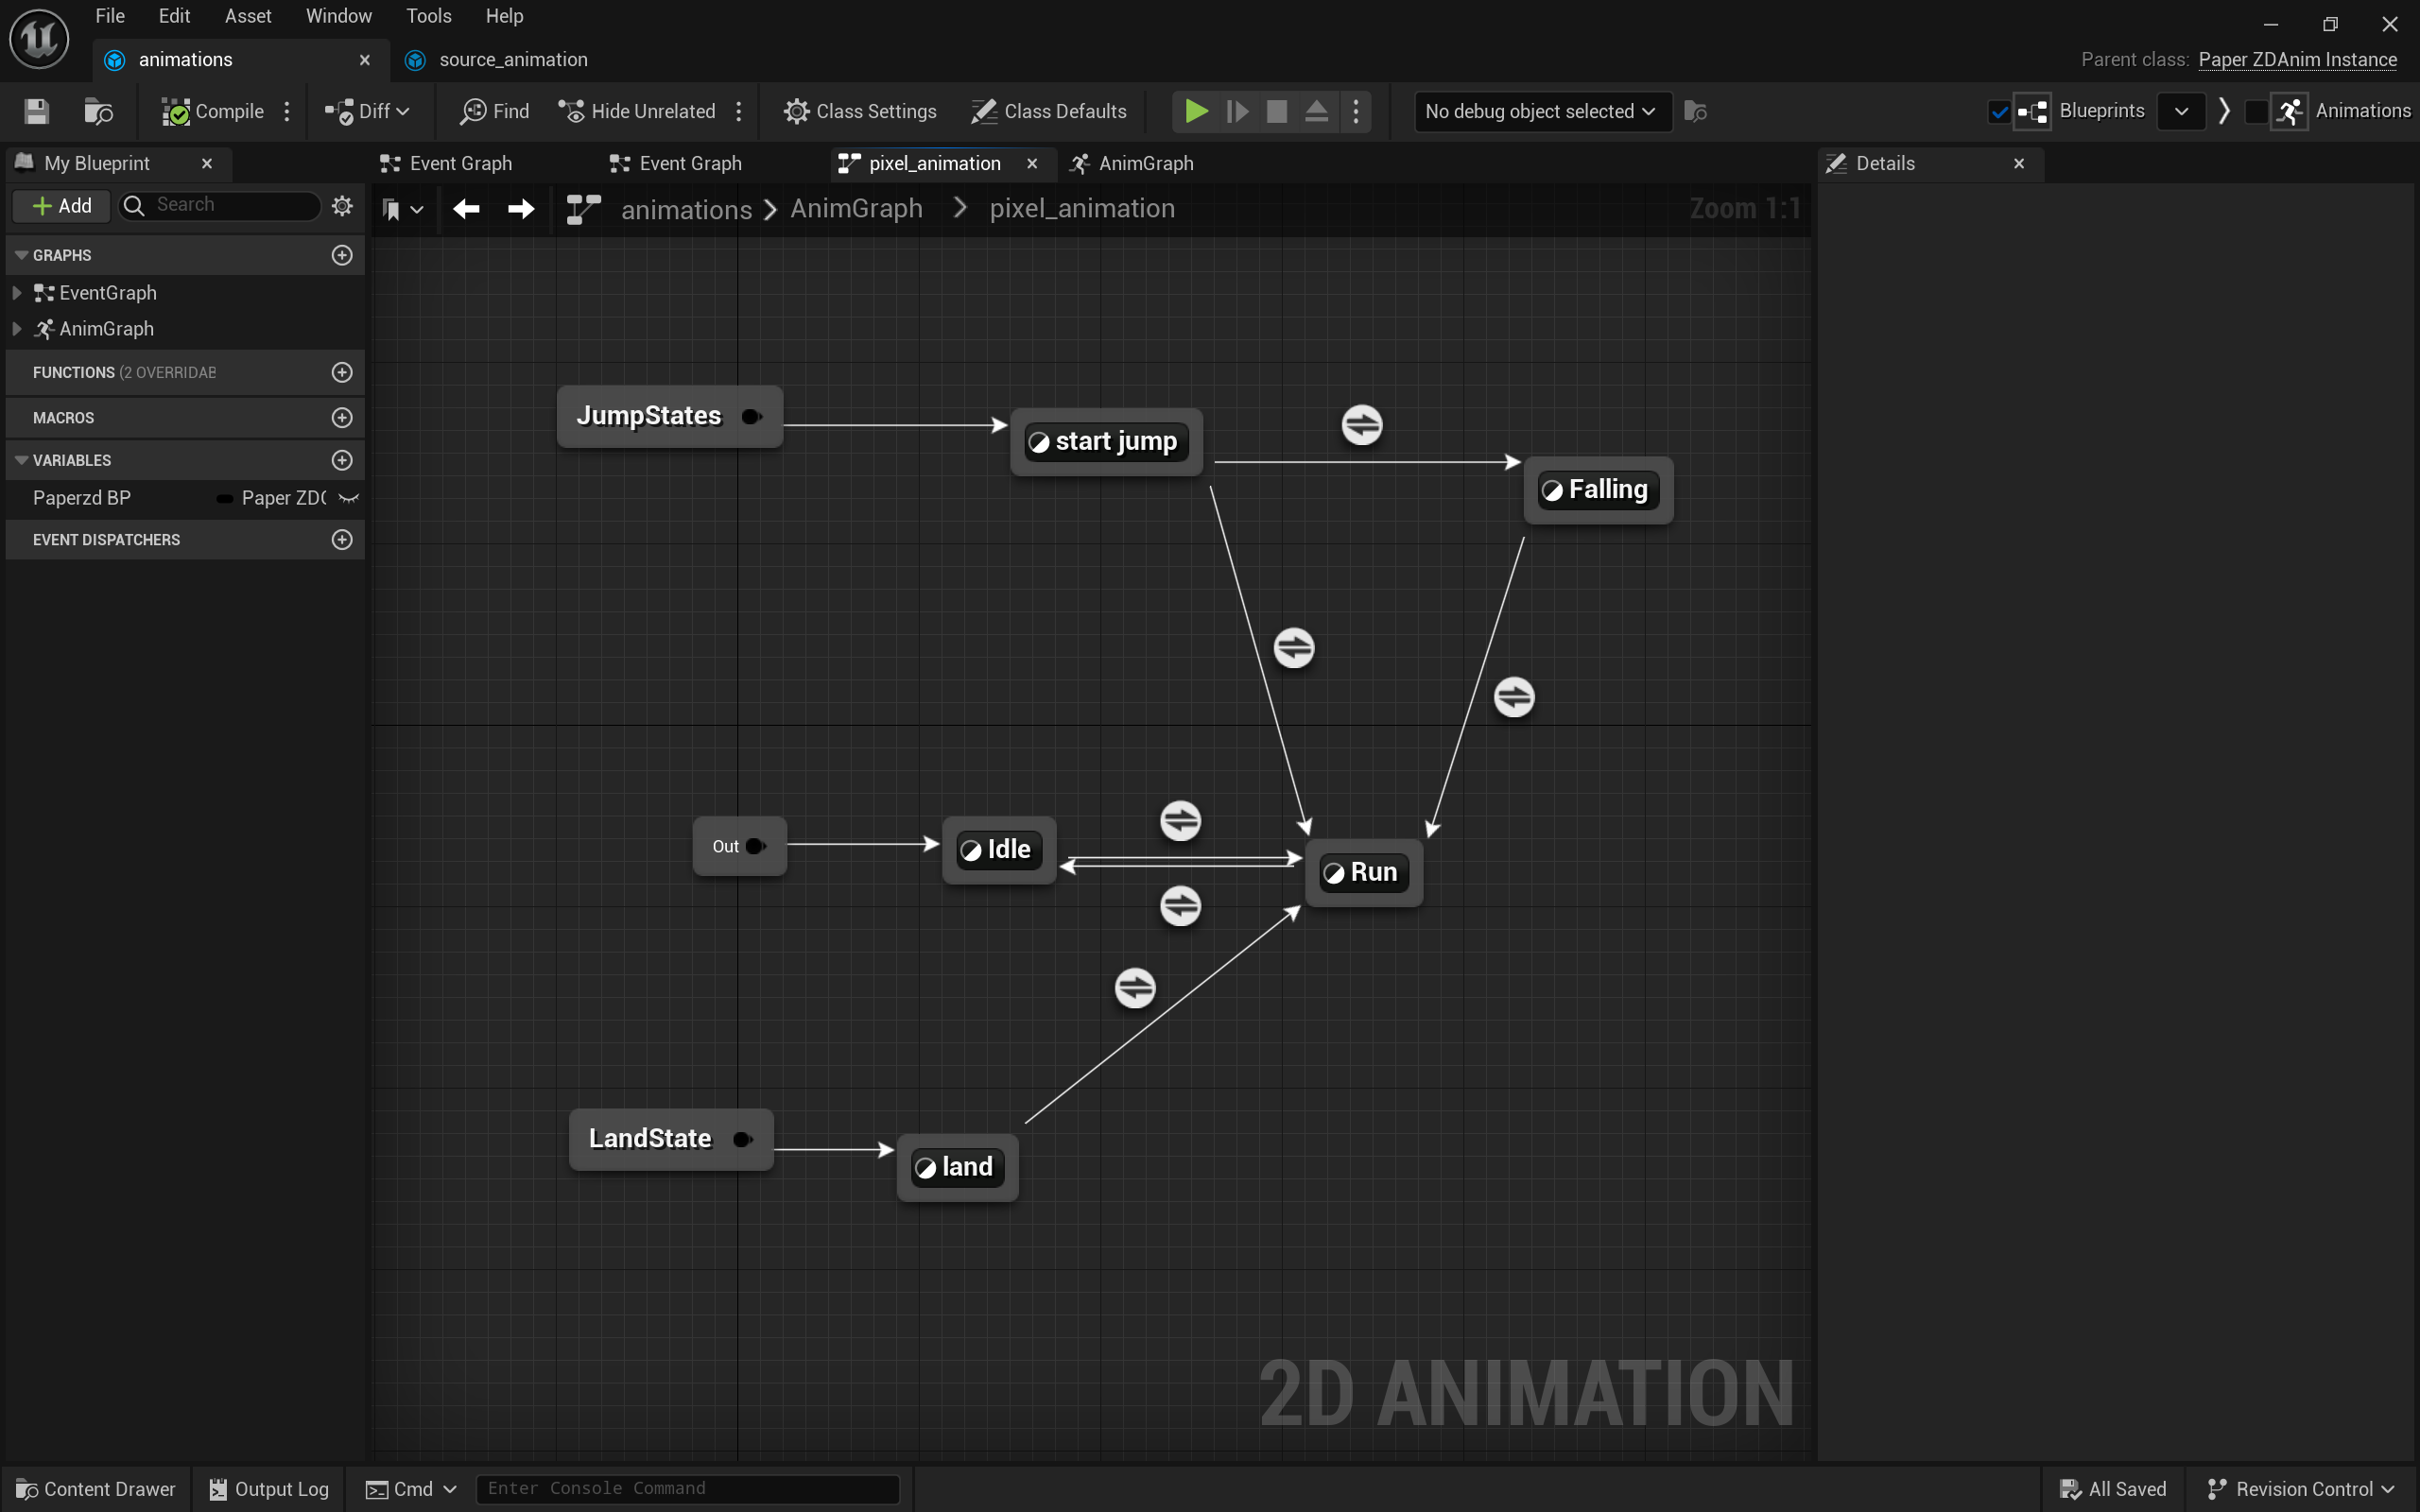 File Edit Asset Window Tools Help
animations
source_animation
Parent class: Paper ZDAnim Instance
Compile
Diff
Find
Hide Unrelated
Class Settings
Class Defaults
No debug object selected
Blueprints
Animations
My Blueprint
Event Graph
Event Graph
pixel_animation
AnimGraph
Details
Add
Search
animations AnimGraph pixel_animation
Zoom 1:1
GRAPHS
EventGraph
AnimGraph
FUNCTIONS (2 OVERRIDAB
MACROS
VARIABLES
Paperzd BP
Paper ZD
EVENT DISPATCHERS
JumpStates
start jump
Falling
Out
Idle
Run
LandState
land
2D ANIMATION
Content Drawer
Output Log
Cmd
Enter Console Command
All Saved
Revision Control